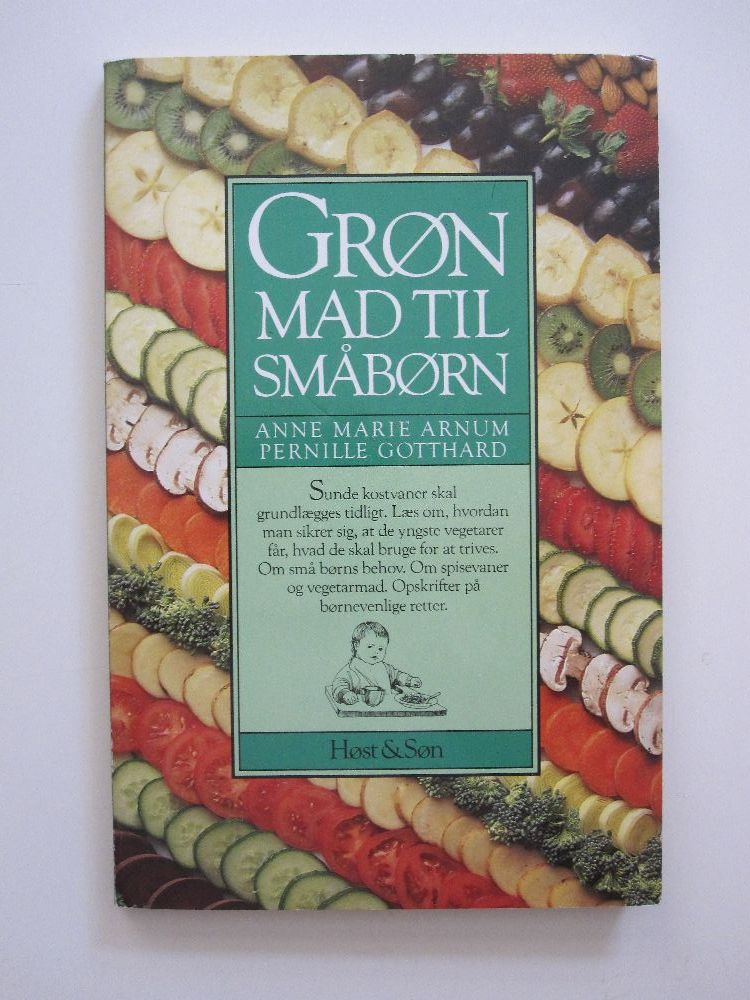 GRØN
MAD TIL
SMÅBØRN
ANNE MARIE ARNUM
PERNILLE GOTTHARD
Sunde kostvaner skal
grundlægges tidligt. Læs om, hvordan
man sikrer sig, at de yngste vegetarer
får, hvad de skal bruge for at trives.
Om små børns behov. Om spisevaner
og vegetarmad. Opskrifter på
børnevenlige retter.
Høst & Søn